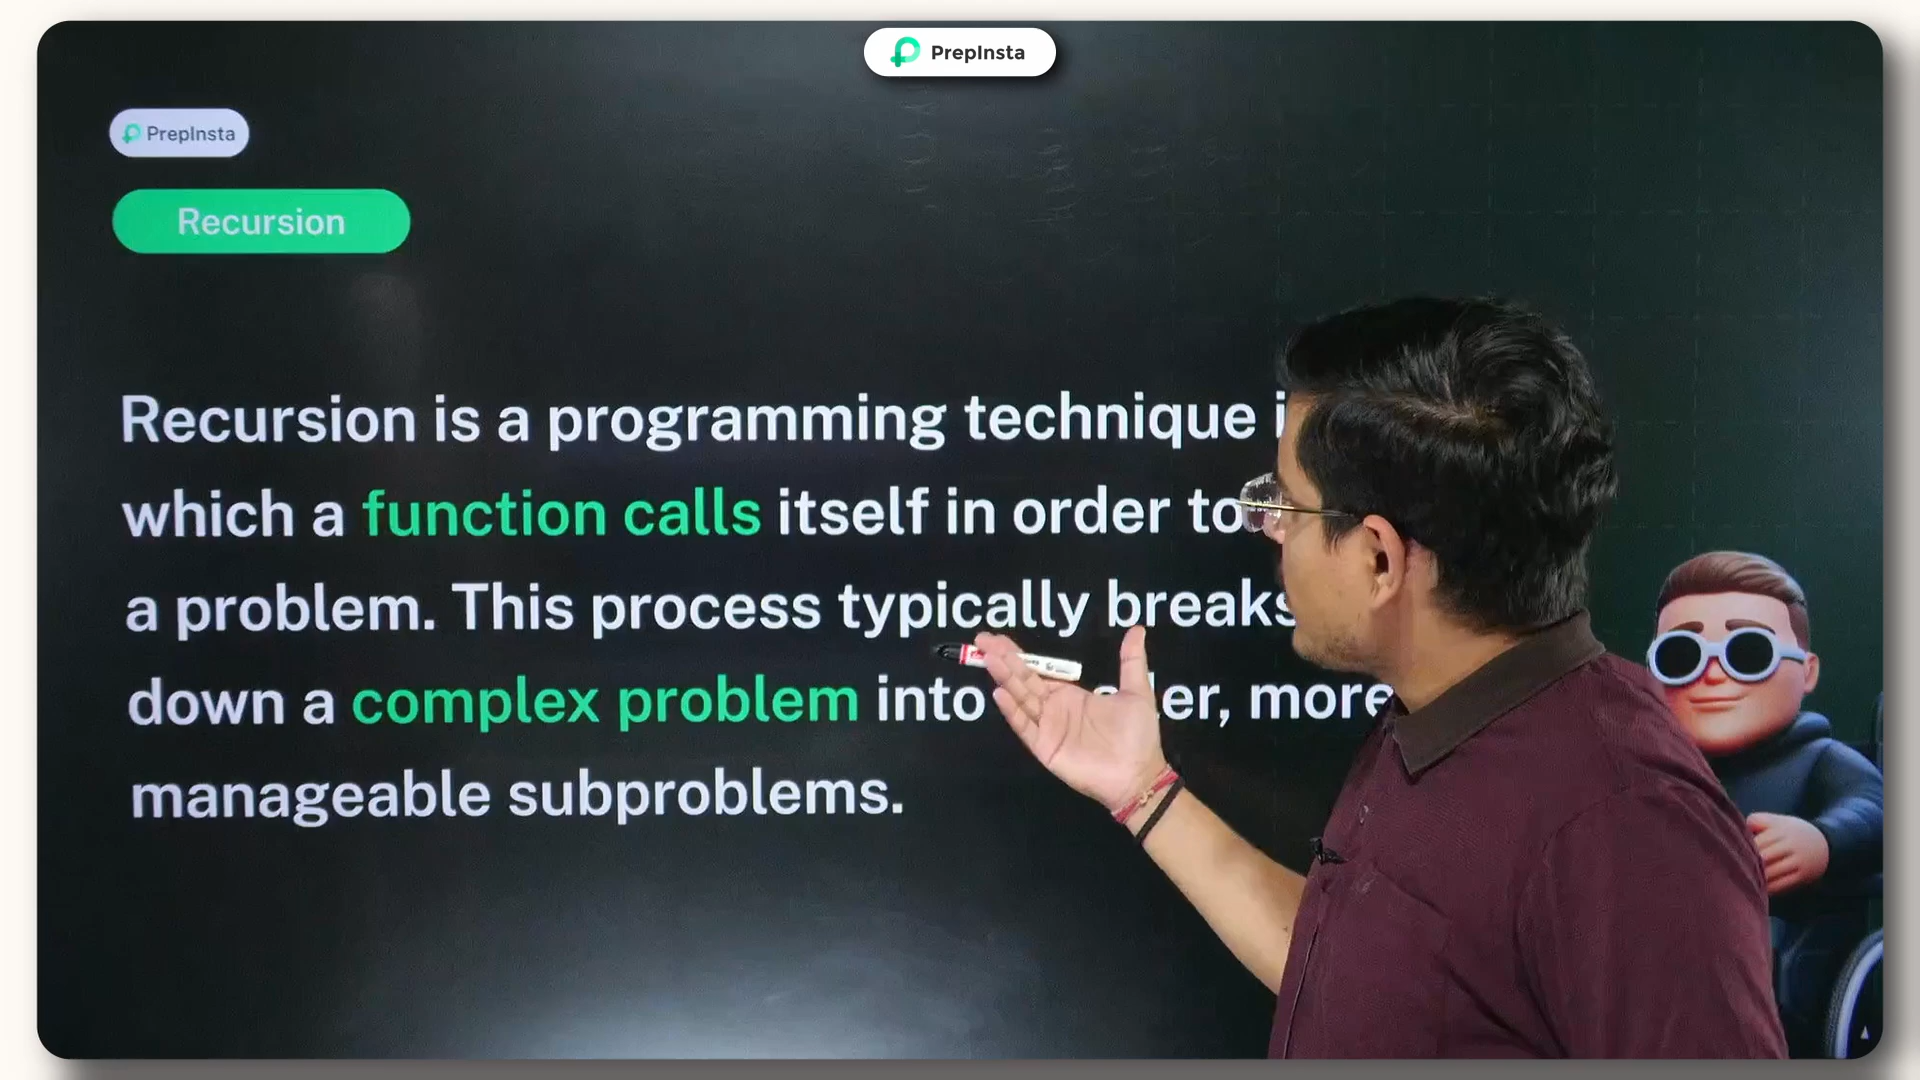 PrepInsta
PrepInsta
Recursion
Recursion is a programming technique
which a function calls itself in order to
a problem. This process typically breaks
down a complex problem into more
manageable subproblems.